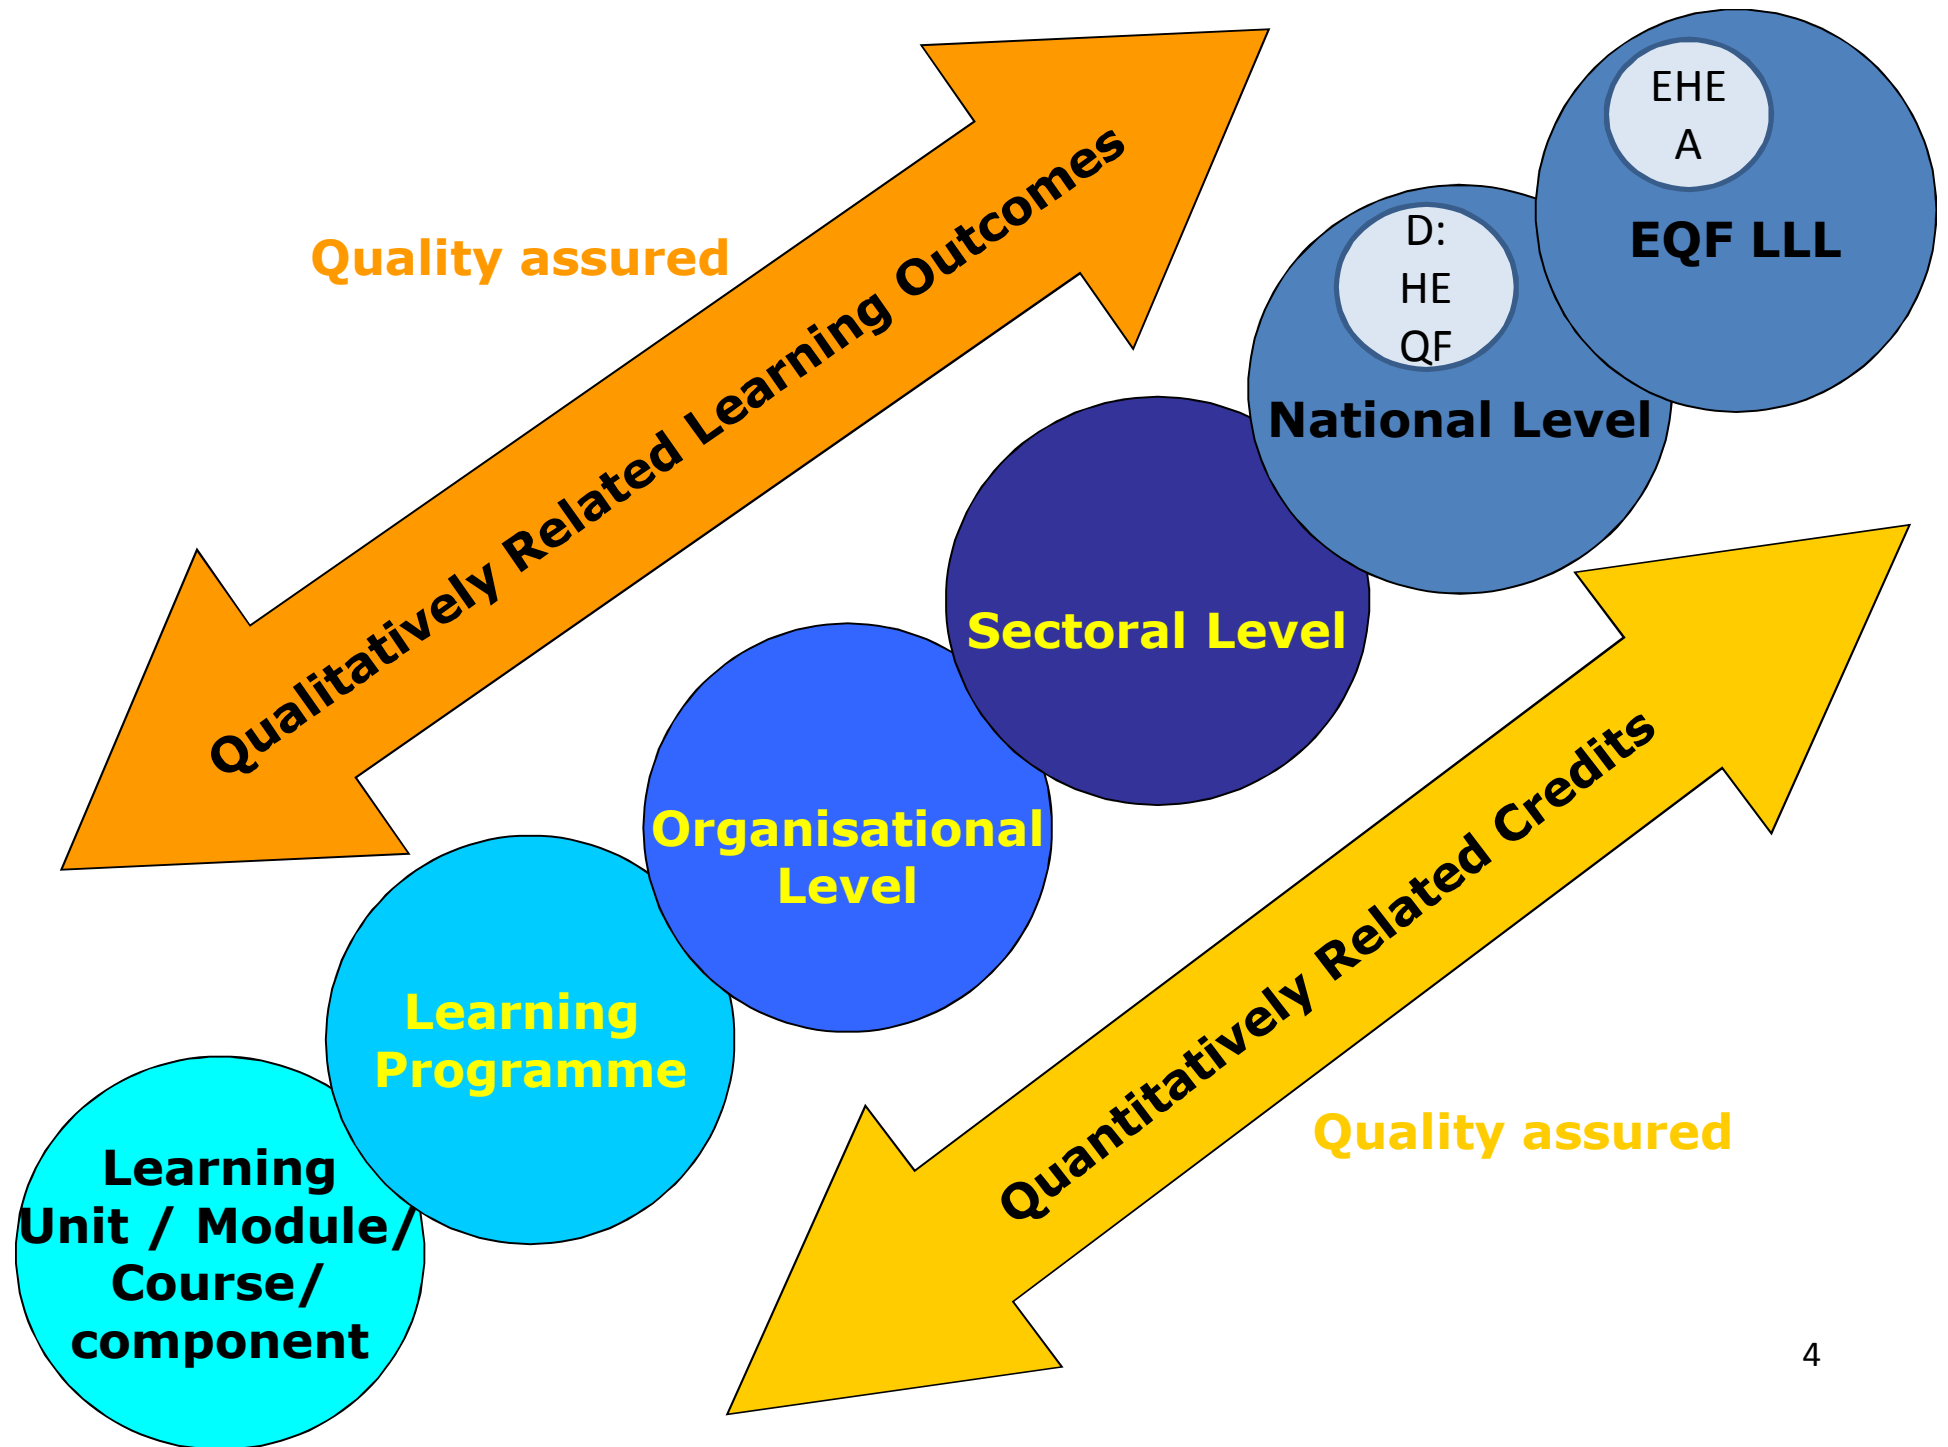 EHE
A
EQF LLL
D:
HE
QF
National Level
Quality assured
Qualitatively Related Learning Outcomes
Sectoral Level
Organisational
Level
Learning
Programme
Learning
Unit / Module/
Course/
component
Quantitatively Related Credits
Quality assured
4